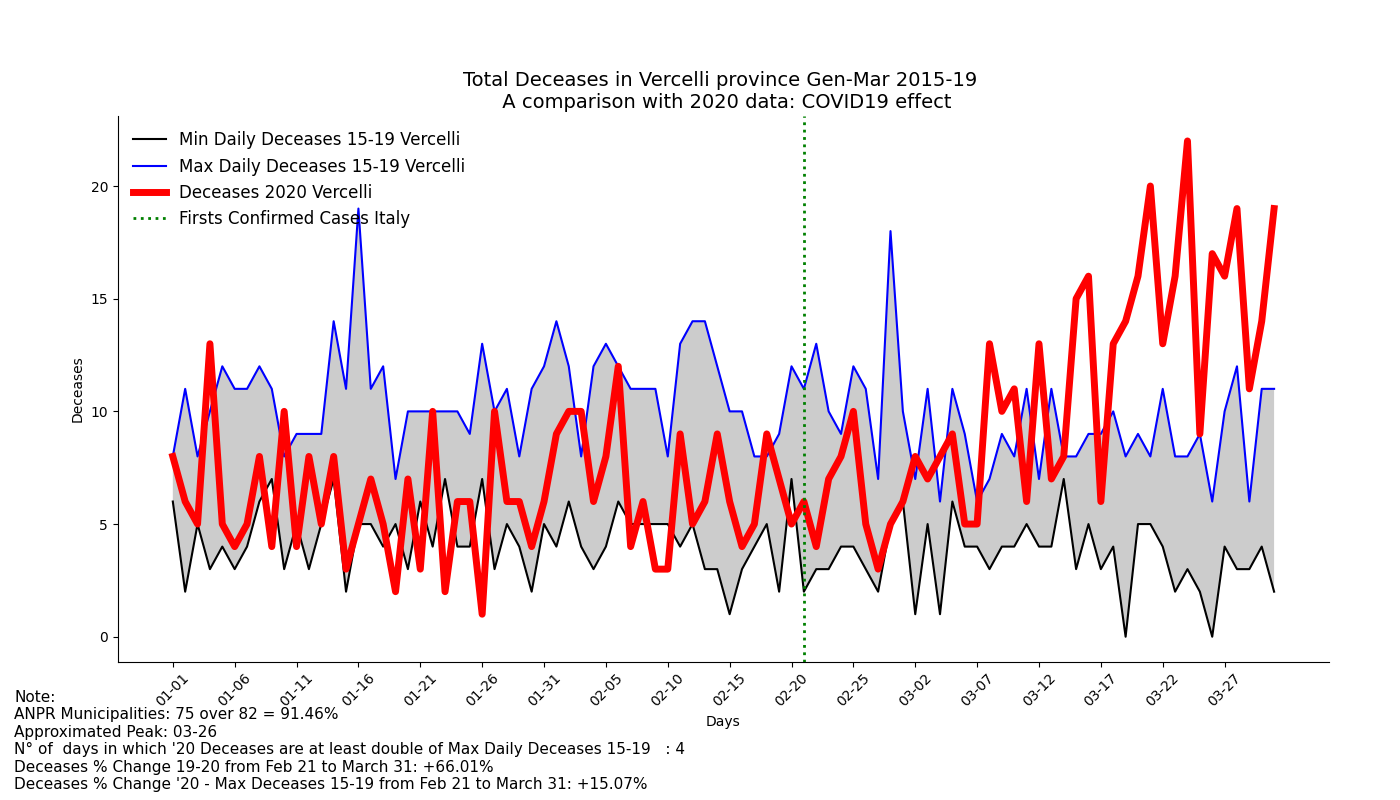 Total Deceases in Vercelli province Gen-Mar 2015-19
A comparison with 2020 data: COVID19 effect
Min Daily Deceases 15-19 Vercelli
Max Daily Deceases 15-19 Vercelli
Deceases 2020 Vercelli
Firsts Confirmed Cases Italy
Deceases
20
15
10
5
0
01-01 01-06 01-11 01-16 01-21 01-26 01-31 02-05 02-10 02-15 02-20 02-25 03-02 03-07 03-12 03-17 03-22 03-27
Days
Note:
ANPR Municipalities: 75 over 82 = 91.46%
Approximated Peak: 03-26
N° of  days in which '20 Deceases are at least double of Max Daily Deceases 15-19   : 4
Deceases % Change 19-20 from Feb 21 to March 31: +66.01%
Deceases % Change '20 - Max Deceases 15-19 from Feb 21 to March 31: +15.07%